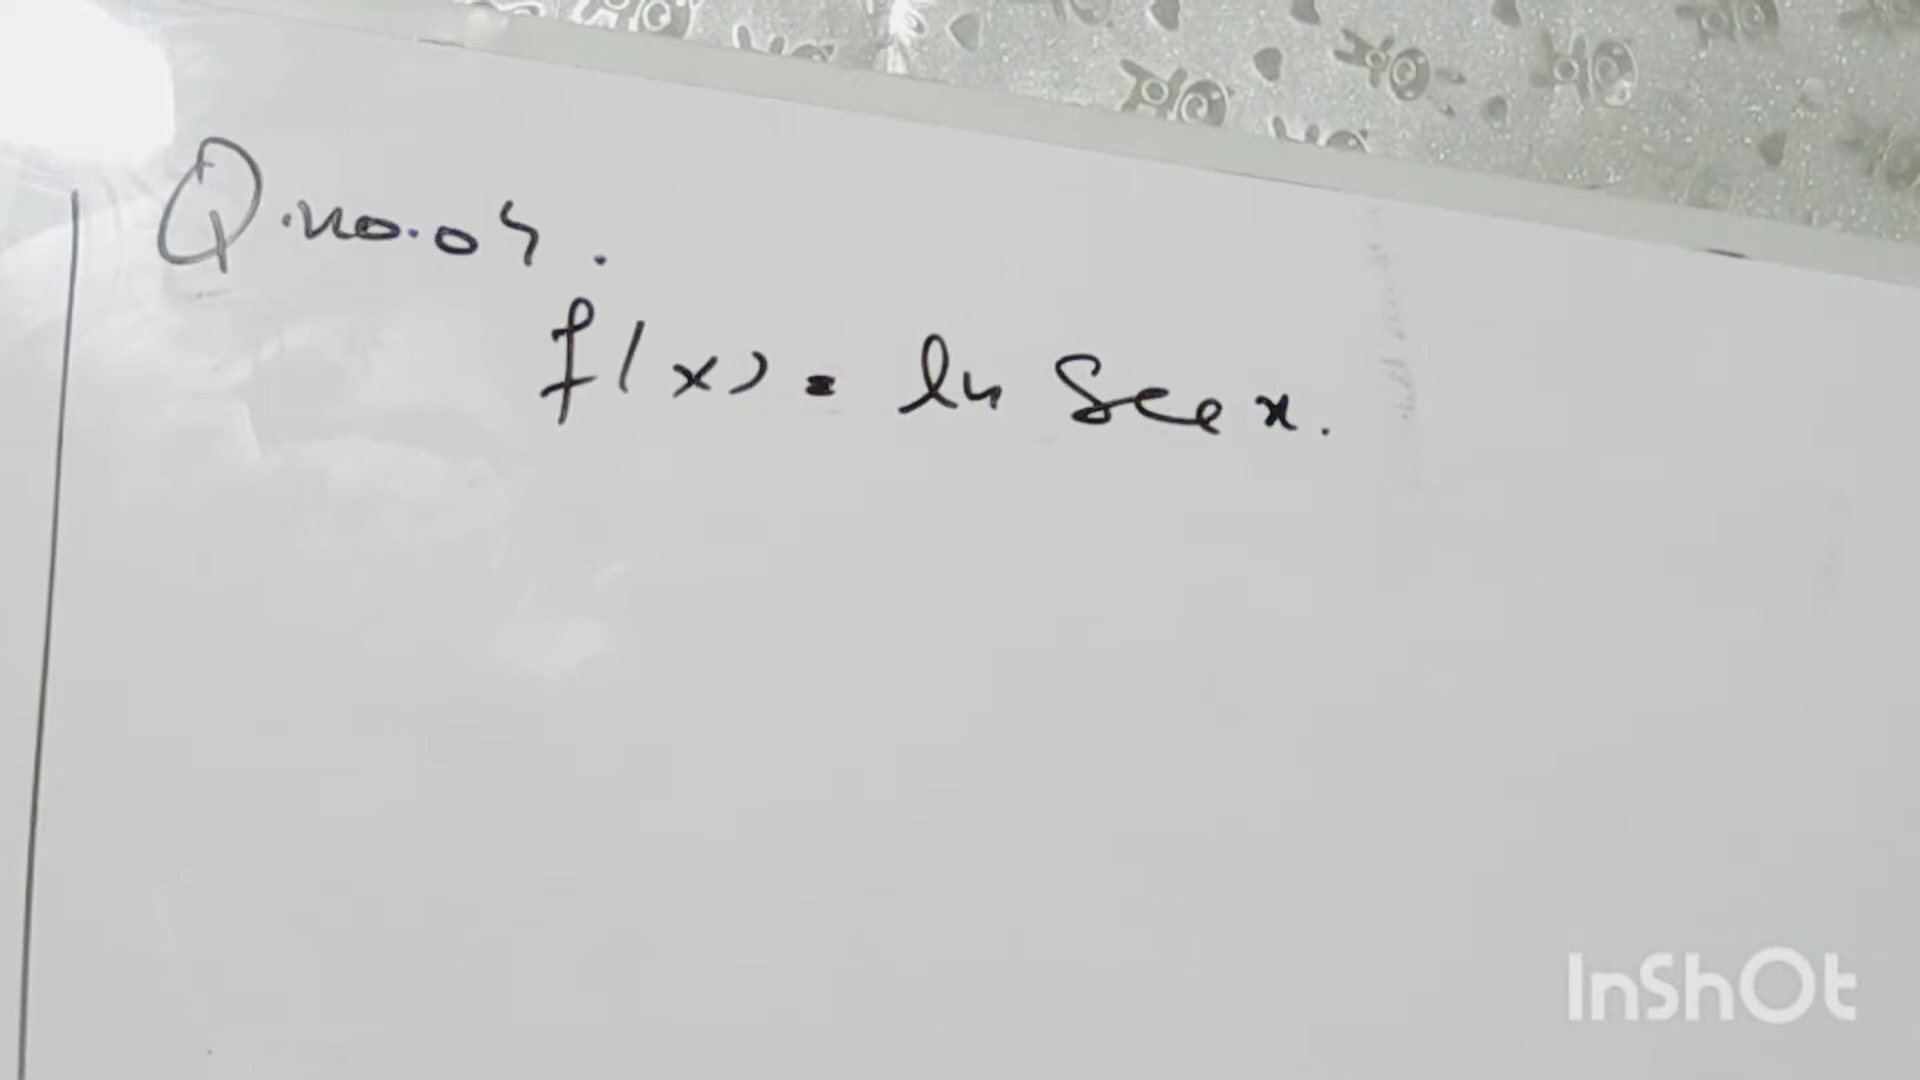 Q.no.04.
f(x) = ln Sec x.
InShOt